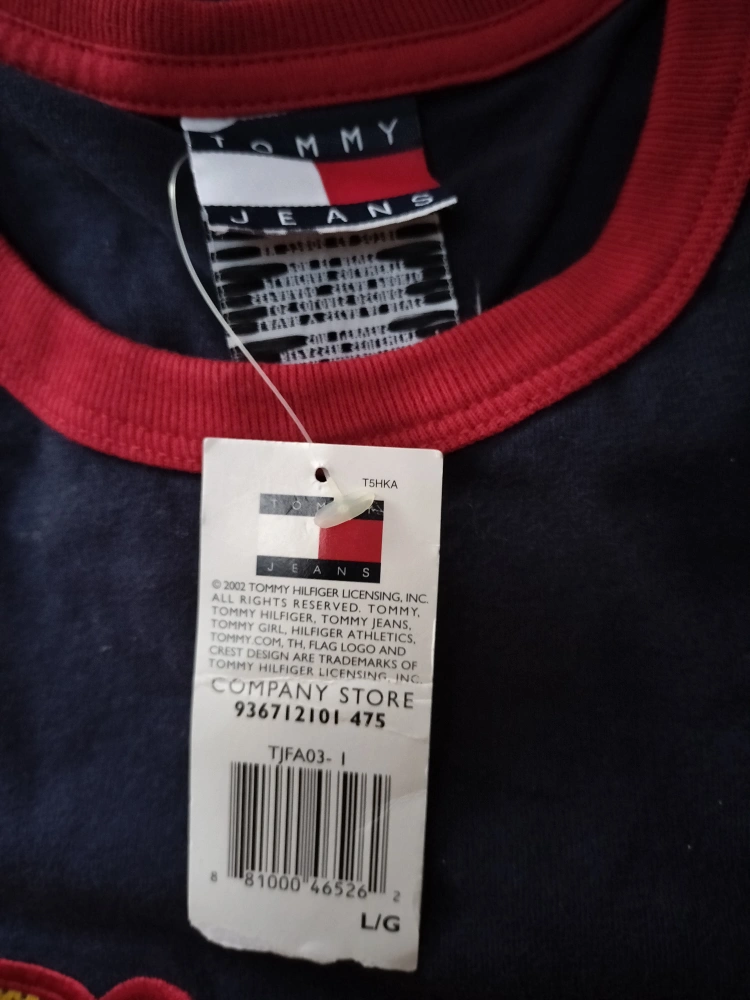 TOMMY
JEANS
T5HKA
TOMMY
JEANS
© 2002 TOMMY HILFIGER LICENSING, INC.
ALL RIGHTS RESERVED. TOMMY,
TOMMY HILFIGER, TOMMY JEANS,
TOMMY GIRL, HILFIGER ATHLETICS,
TOMMY.COM, TH, FLAG LOGO AND
CREST DESIGN ARE TRADEMARKS OF
TOMMY HILFIGER LICENSING, INC.
COMPANY STORE
936712101 475
TJFA03- 1
8 81000 46526 2
L/G